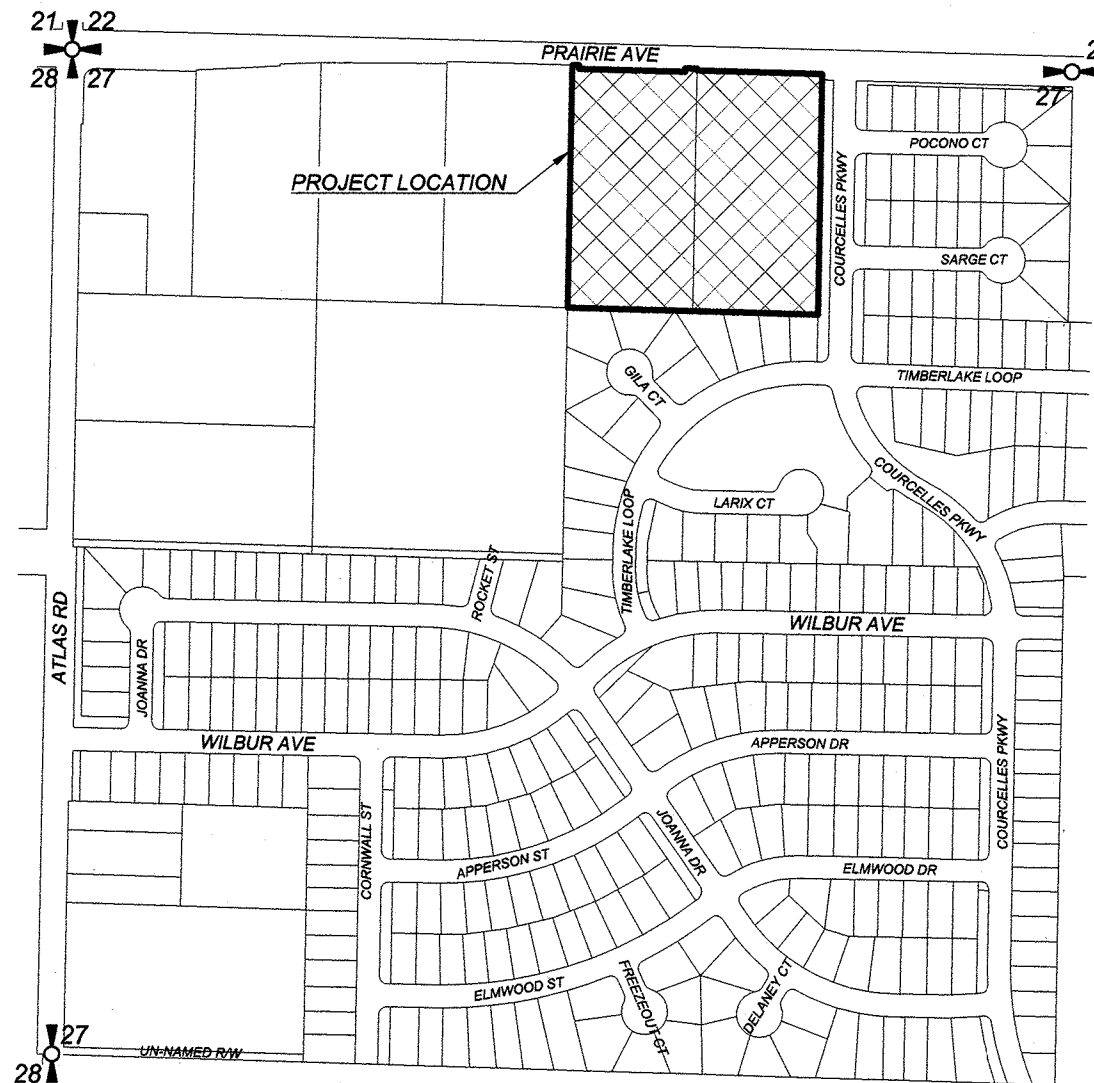 21 22
28 27
PRAIRIE AVE
2
27
PROJECT LOCATION
COURCELLES PKWY
POCONO CT
SARGE CT
GILA CT
TIMBERLAKE LOOP
COURCELLES PKWY
LARIX CT
TIMBERLAKE LOOP
ROCKET ST
ATLAS RD
JOANNA DR
WILBUR AVE
WILBUR AVE
APPERSON DR
COURCELLES PKWY
CORNWALL ST
APPERSON ST
JOANNA DR
ELMWOOD DR
ELMWOOD ST
FREEZEOUT CT
DELANEY CT
27
28
UN-NAMED R/W